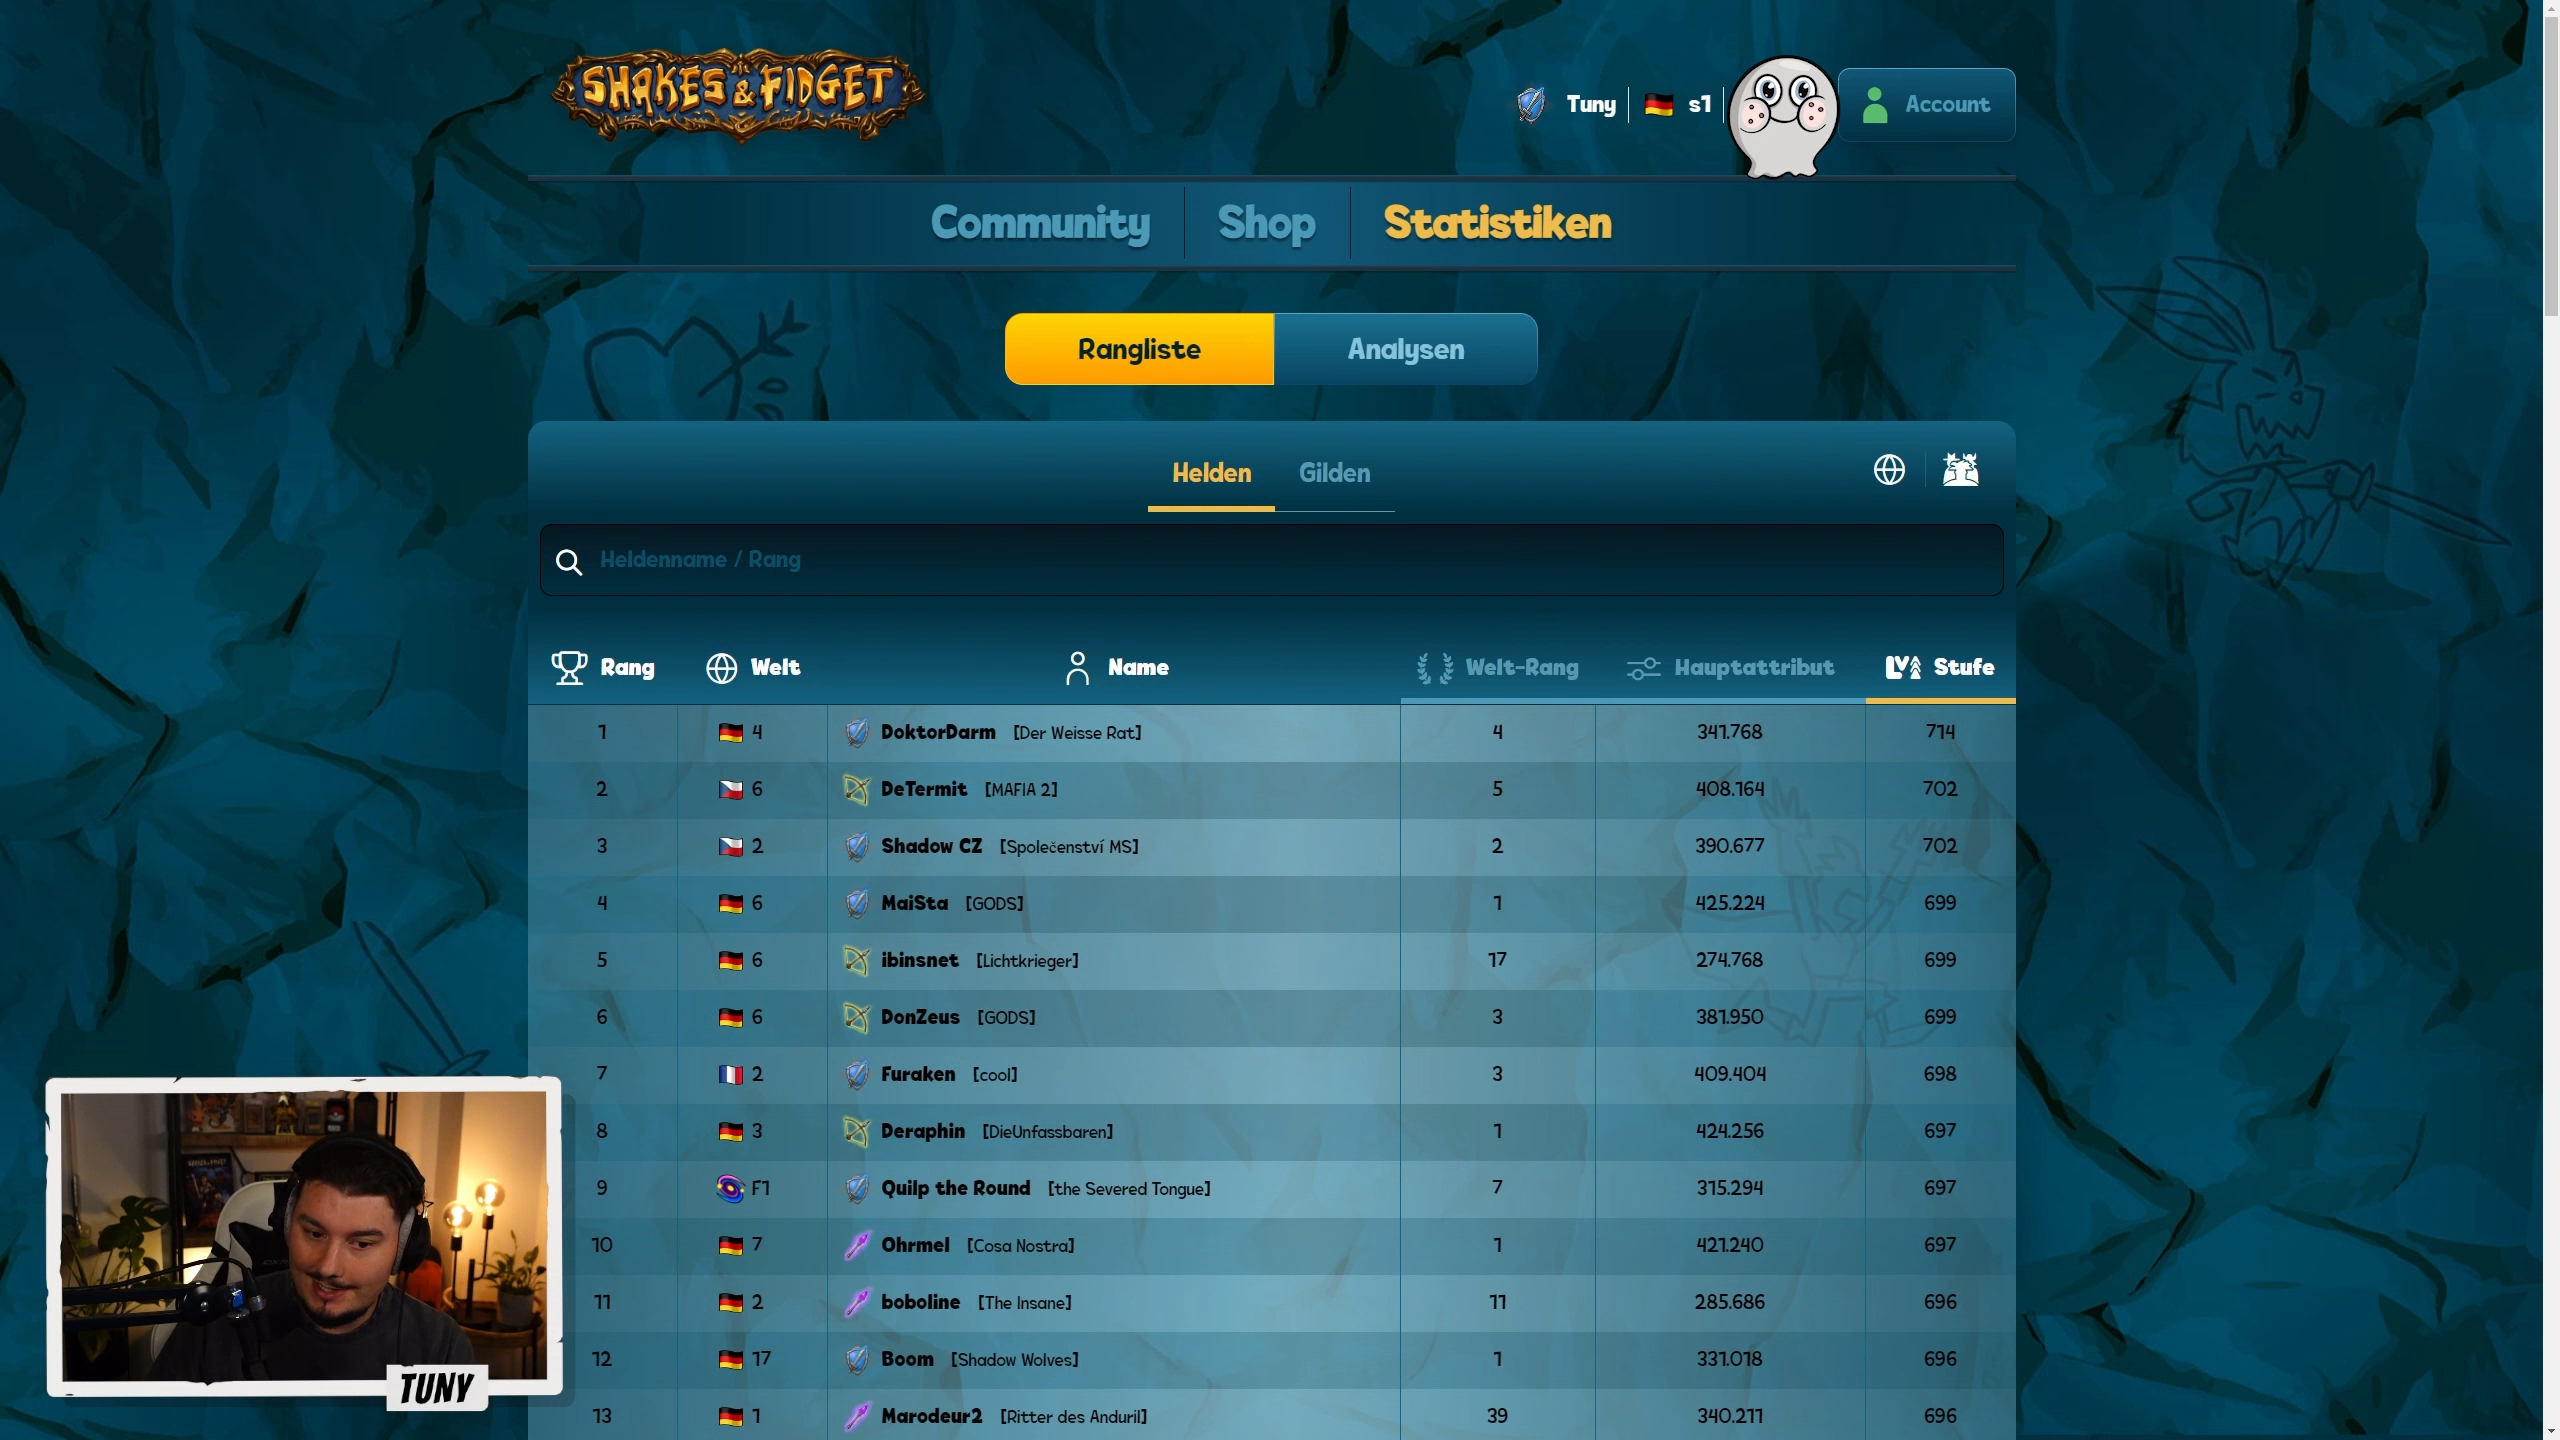 SHAKES & FIDGET
Tuny s1 Account
Community Shop Statistiken
Rangliste Analysen
Helden Gilden
Heldenname / Rang
Rang Welt Name Welt-Rang Hauptattribut LV Stufe
1 4 DoktorDarm [Der Weisse Rat] 4 341.768 714
2 6 DeTermit [MAFIA 2] 5 408.164 702
3 2 Shadow CZ [Společenství MS] 2 390.677 702
4 6 MaiSta [GODS] 1 425.224 699
5 6 ibinsnet [Lichtkrieger] 17 274.768 699
6 6 DonZeus [GODS] 3 381.950 699
7 2 Furaken [cool] 3 409.404 698
8 3 Deraphin [DieUnfassbaren] 1 424.256 697
9 F1 Quilp the Round [the Severed Tongue] 7 315.294 697
10 7 Ohrmel [Cosa Nostra] 1 421.240 697
11 2 boboline [The Insane] 11 285.686 696
12 17 Boom [Shadow Wolves] 1 331.018 696
13 1 Marodeur2 [Ritter des Anduril] 39 340.211 696
TUNY